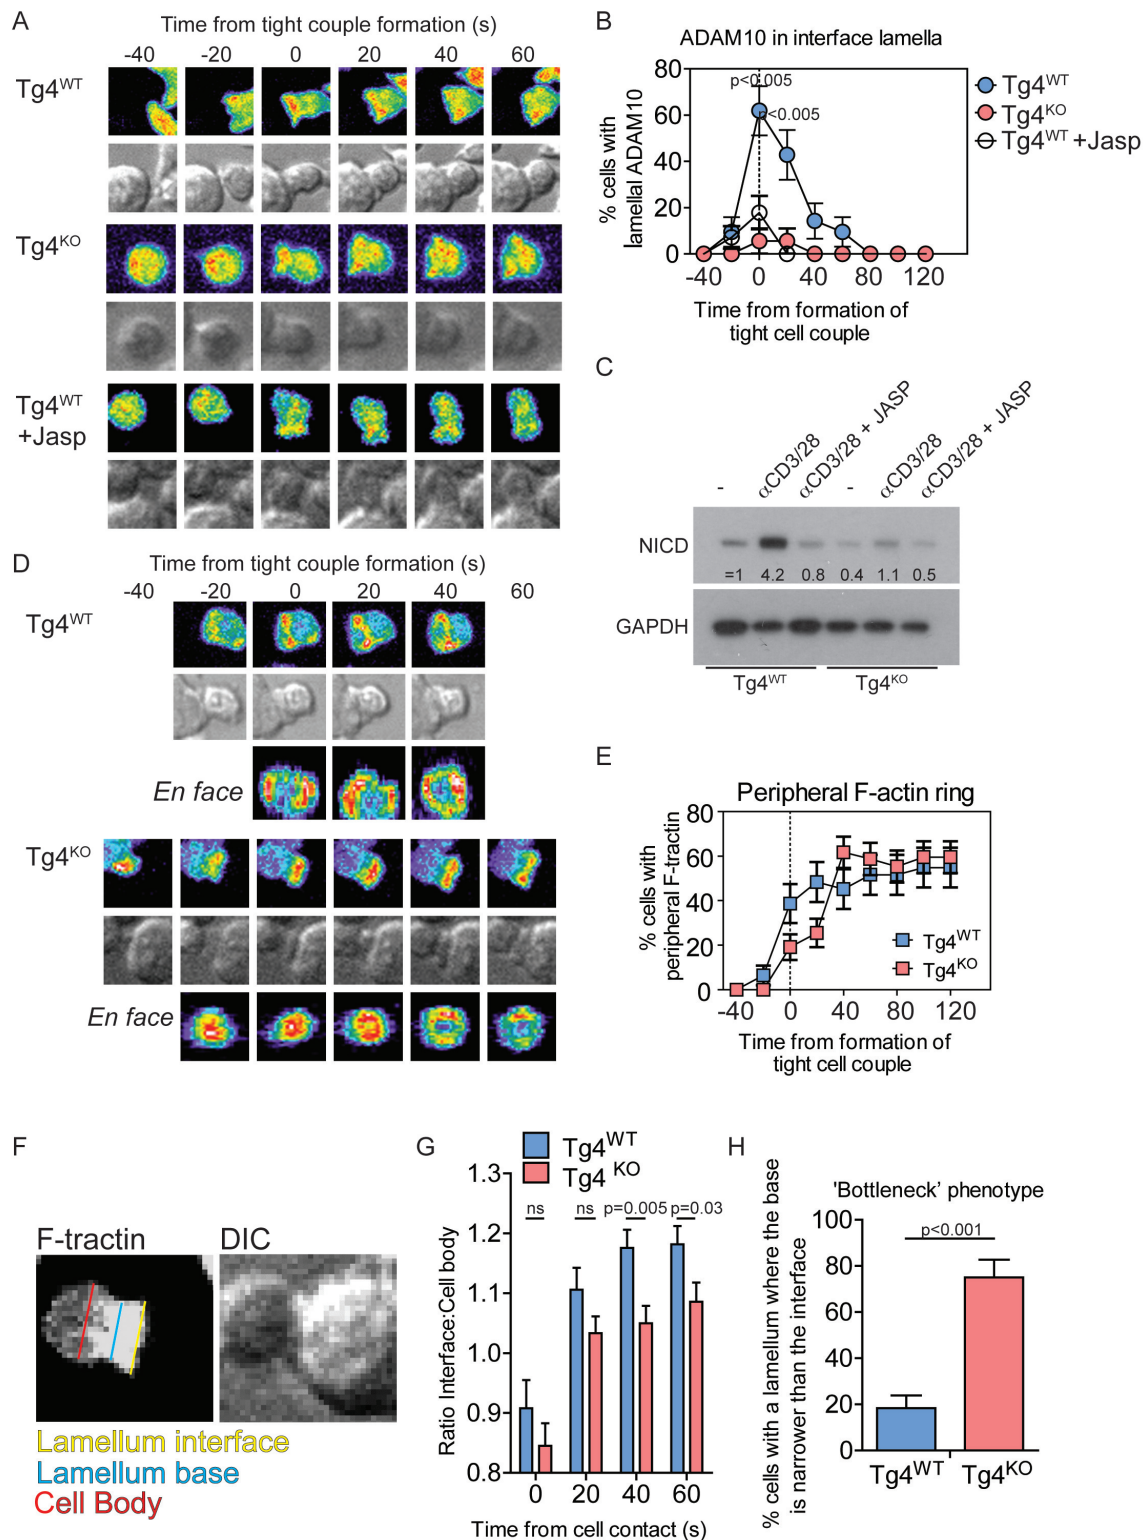 A
Time from tight couple formation (s)
-40 -20 0 20 40 60
Tg4WT
Tg4KO
Tg4WT
+Jasp
B
ADAM10 in interface lamella
% cells with
lamellal ADAM10
80
60
40
20
0
p<0.005
<0.005
Tg4WT
Tg4KO
Tg4WT +Jasp
-40 0 40 80 120
Time from formation of
tight cell couple
C
- αCD3/28 αCD3/28 + JASP - αCD3/28 αCD3/28 + JASP
NICD
=1 4.2 0.8 0.4 1.1 0.5
GAPDH
Tg4WT Tg4KO
D
Time from tight couple formation (s)
-40 -20 0 20 40 60
Tg4WT
En face
Tg4KO
En face
E
Peripheral F-actin ring
% cells with
peripheral F-tractin
80
60
40
20
0
Tg4WT
Tg4KO
-40 0 40 80 120
Time from formation of
tight cell couple
F
F-tractin DIC
Lamellum interface
Lamellum base
Cell Body
G
Tg4WT
Tg4 KO
Ratio Interface:Cell body
1.3
1.2
1.1
1.0
0.9
0.8
ns ns p=0.005 p=0.03
0 20 40 60
Time from cell contact (s)
H
'Bottleneck' phenotype
% cells with a lamellum where the base
is narrower than the interface
100
80
60
40
20
0
p<0.001
Tg4WT Tg4KO